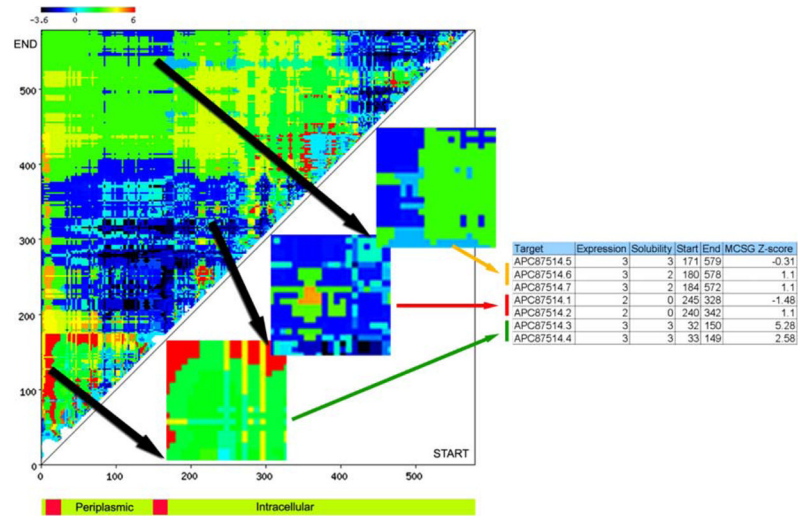 -3.6 0 6
END
500
400
300
200
100
0
0 100 200 300 400 500
START
Periplasmic Intracellular
Target Expression Solubility Start End MCSG Z-score
APC87514.5 3 3 171 579 -0.31
APC87514.6 3 2 180 578 1.1
APC87514.7 3 2 184 572 1.1
APC87514.1 2 0 245 328 -1.48
APC87514.2 2 0 240 342 1.1
APC87514.3 3 3 32 150 5.28
APC87514.4 3 3 33 149 2.58